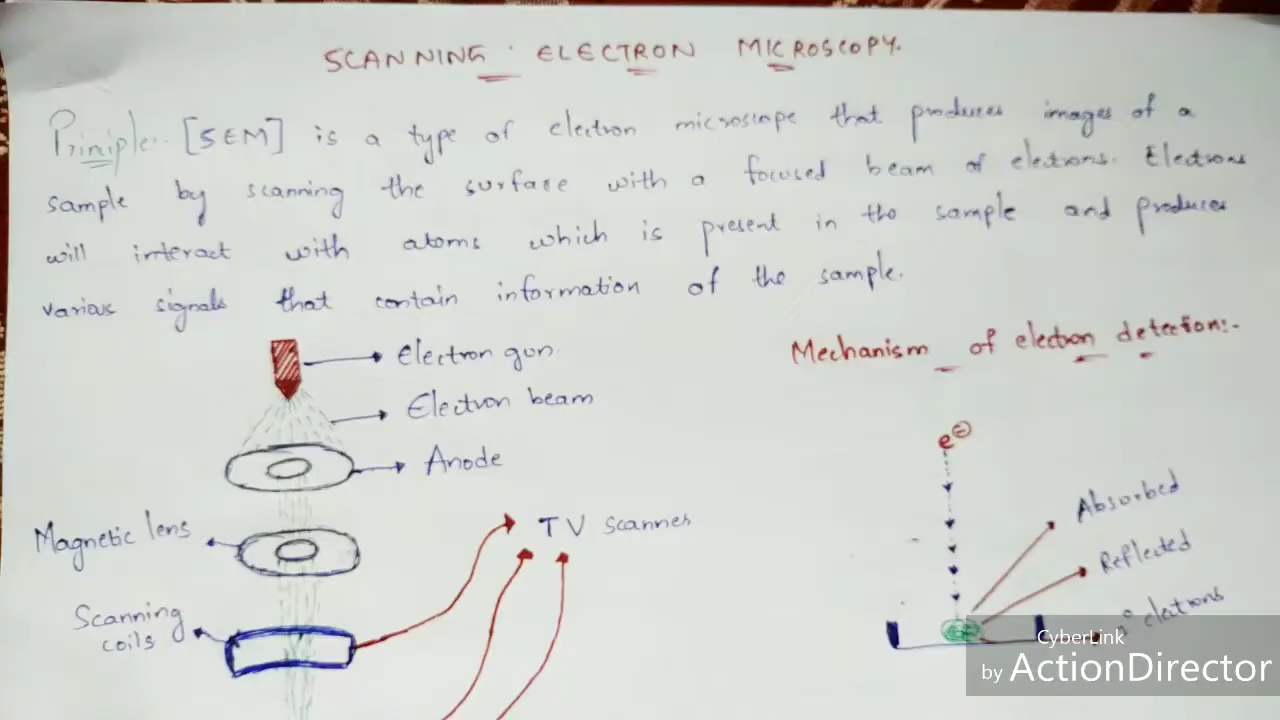 SCANNING ELECTRON MICROSCOPY.
Priniple:- [SEM] is a type of electron microscope that produces images of a
sample by scanning the surface with a focused beam of electrons. Electrons
will interact with atoms which is present in the sample and produces
various signals that contain information of the sample.
Electron gun
Electron beam
Anode
Magnetic lens
TV scanner
Scanning
coils
Mechanism of electron detection:-
e⊖
Absorbed
Reflected
2° elctrons
CyberLink
by ActionDirector